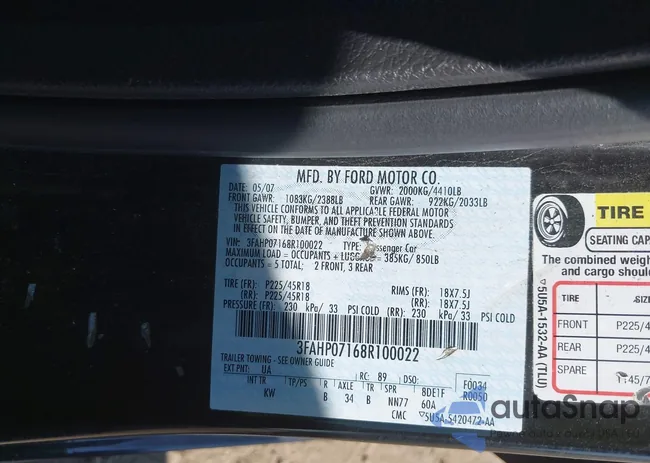 MFD. BY FORD MOTOR CO.
05/07 GVWR: 2000KG/4410LB
FRONT GAWR: 1083KG/2388LB REAR GAWR: 922KG/2033LB
THIS VEHICLE CONFORMS TO ALL APPLICABLE FEDERAL MOTOR
VEHICLE SAFETY, BUMPER, AND THEFT PREVENTION STANDARDS
IN EFFECT ON THE DATE OF MANUFACTURE SHOWN ABOVE.
VIN: 3FAHP07168R100022 TYPE: Passenger Car
MAXIMUM LOAD = OCCUPANTS + LUGGAGE = 385KG/850LB
OCCUPANTS = 5 TOTAL; 2 FRONT, 3 REAR
TIRE (FR): P225/45R18 RIMS (FR): 18X7.5J
(RR): P225/45R18 (RR): 18X7.5J
PRESSURE (FR): 230 kPa/ 33 PSI COLD (RR): 230 kPa/ 33 PSI COLD
3FAHP07168R100022
TRAILER TOWING - SEE OWNER GUIDE
EXT PNT: UA RC: 89 DSO: F0034
INT TR TP/PS R AXLE TR SPR 8DE1F R0050
KW B 34 B NN77 60A
CMC 5U5A-5420472-AA
TIRE
SEATING CAP
The combined weigh
and cargo shoul
TIRE SIZE
FRONT P225/4
REAR P225/4
SPARE T145/7
5U5A-1532-AA (TLU)
autoSnap